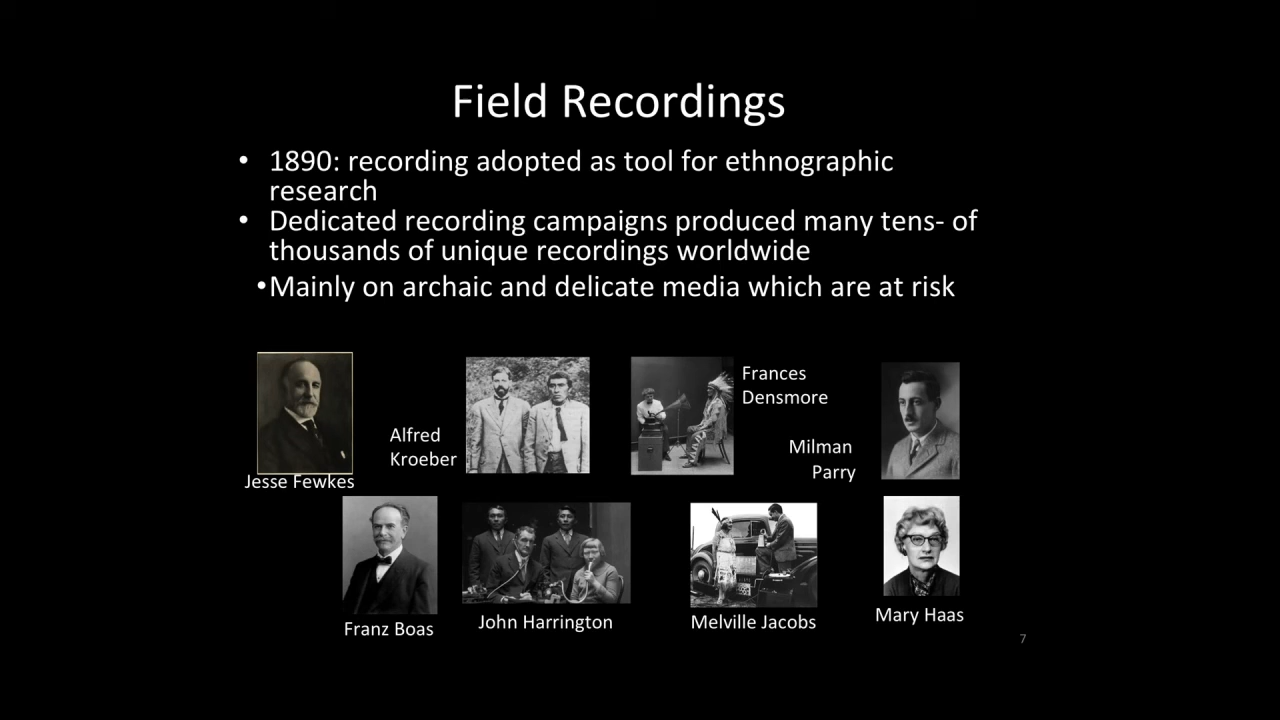 Field Recordings
• 1890: recording adopted as tool for ethnographic
research
• Dedicated recording campaigns produced many tens- of
thousands of unique recordings worldwide
•Mainly on archaic and delicate media which are at risk
Jesse Fewkes
Alfred
Kroeber
Frances
Densmore
Milman
Parry
Franz Boas
John Harrington
Melville Jacobs
Mary Haas
7